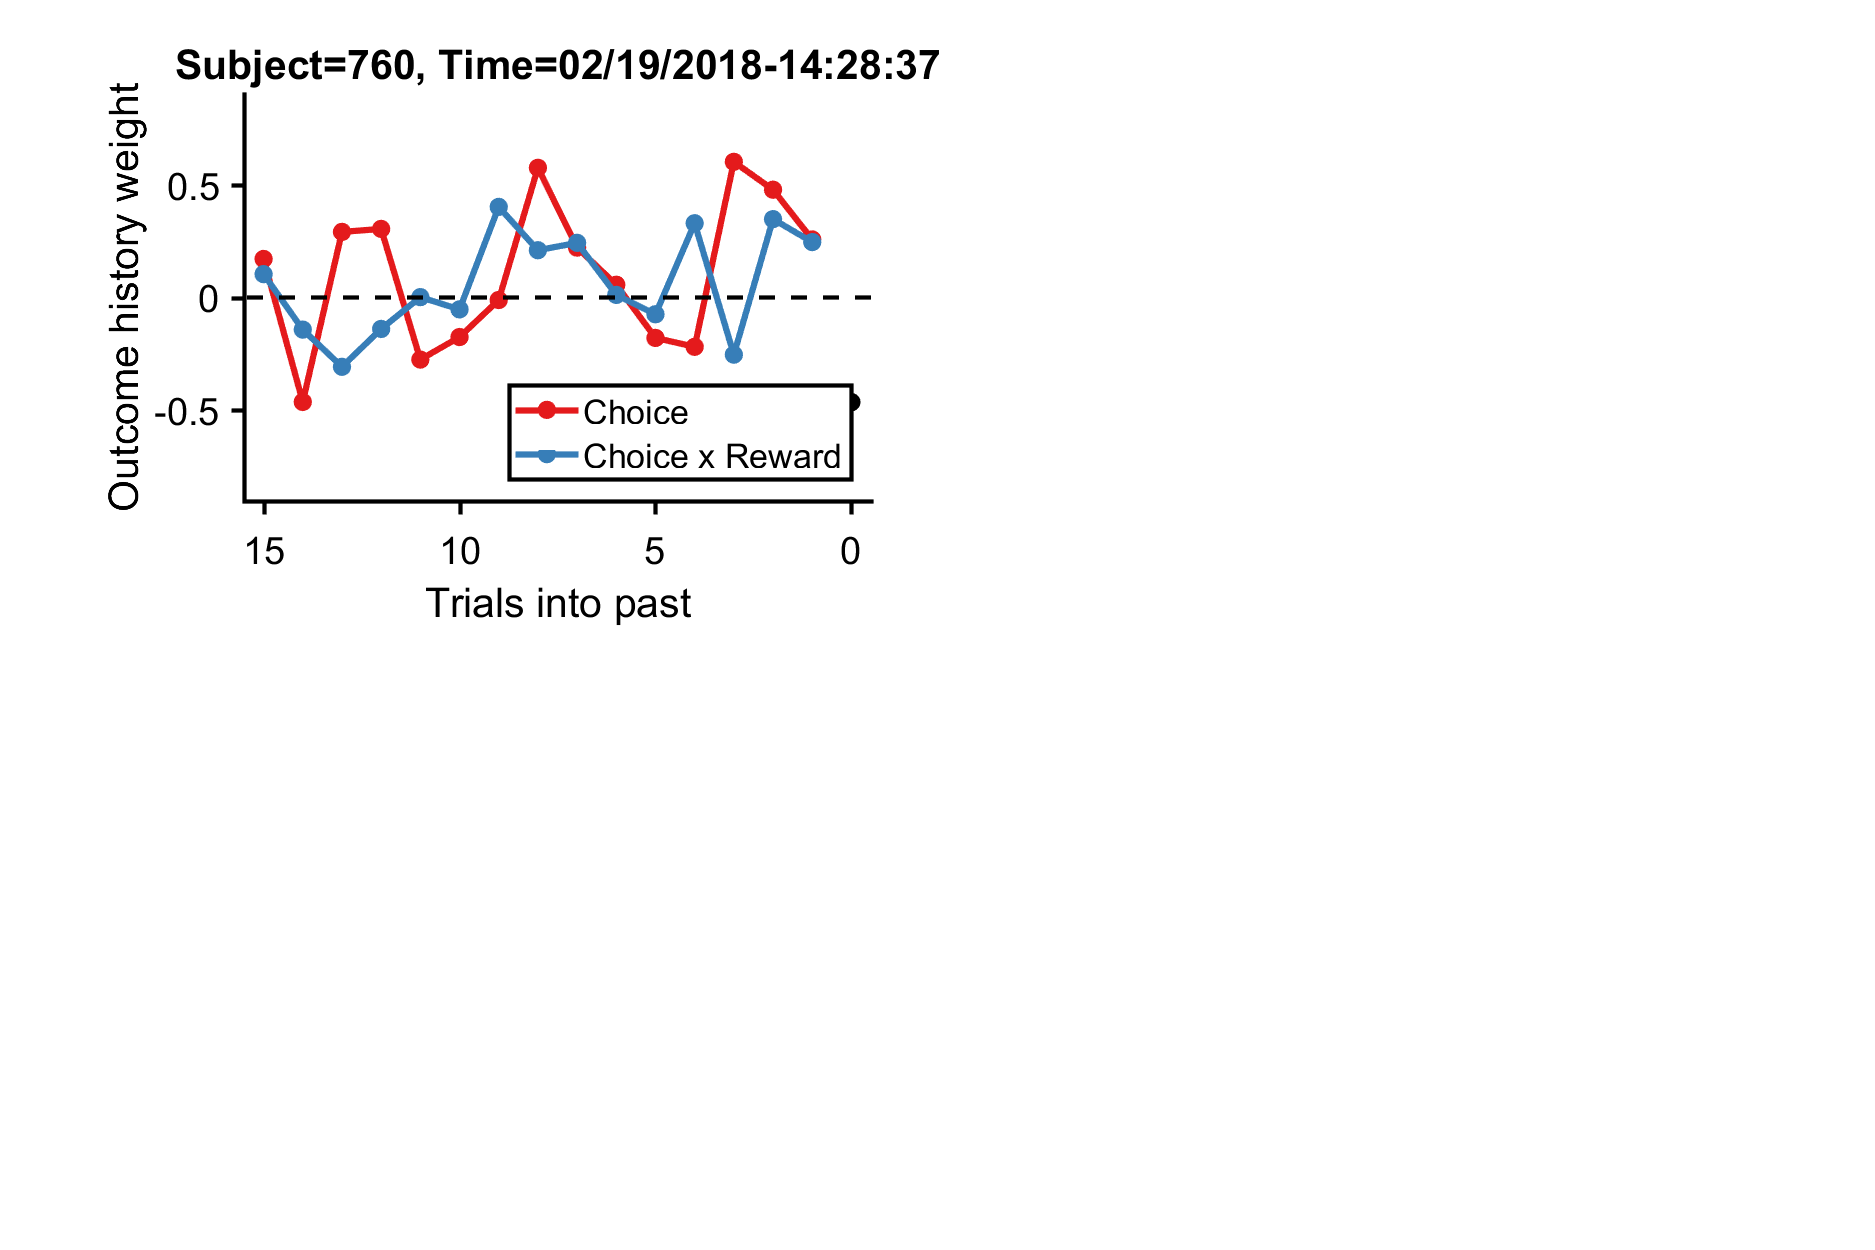 Subject=760, Time=02/19/2018-14:28:37
Outcome history weight
0.5
0
-0.5
Choice
Choice x Reward
15 10 5 0
Trials into past